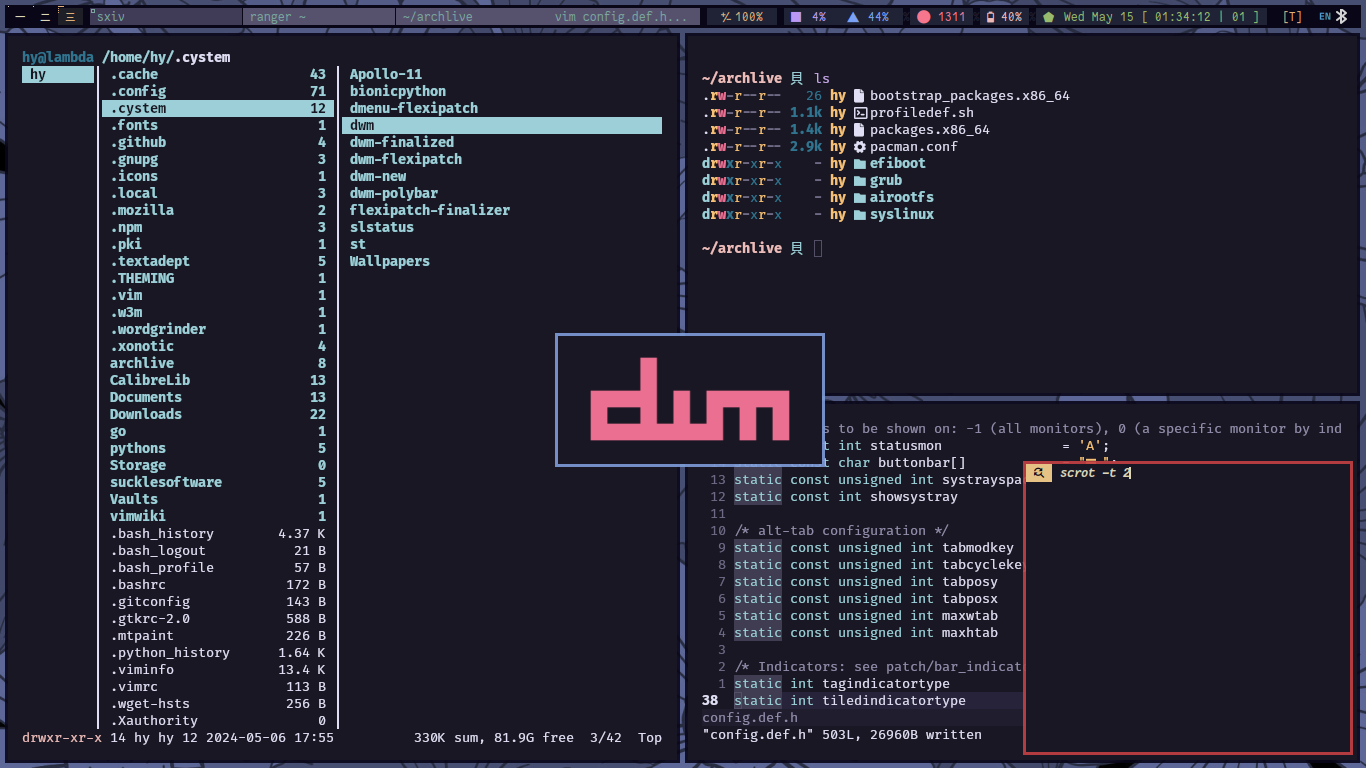 一 二 三 sxiv ranger ~ ~/archlive vim config.def.h... 100% 4% 44% 1311 40% Wed May 15 [ 01:34:12 | 01 ] [T] EN
hy@lambda /home/hy/.cystem
hy
.cache 43
.config 71
.cystem 12
.fonts 1
.github 4
.gnupg 3
.icons 1
.local 3
.mozilla 2
.npm 3
.pki 1
.textadept 5
.THEMING 1
.vim 1
.w3m 1
.wordgrinder 1
.xonotic 4
archlive 8
CalibreLib 13
Documents 13
Downloads 22
go 1
pythons 5
Storage 0
sucklesoftware 5
Vaults 1
vimwiki 1
.bash_history 4.37 K
.bash_logout 21 B
.bash_profile 57 B
.bashrc 172 B
.gitconfig 143 B
.gtkrc-2.0 588 B
.mtpaint 226 B
.python_history 1.64 K
.viminfo 13.4 K
.vimrc 113 B
.wget-hsts 256 B
.Xauthority 0
Apollo-11
bionicpython
dmenu-flexipatch
dwm
dwm-finalized
dwm-flexipatch
dwm-new
dwm-polybar
flexipatch-finalizer
slstatus
st
Wallpapers
drwxr-xr-x 14 hy hy 12 2024-05-06 17:55 330K sum, 81.9G free 3/42 Top
~/archlive 貝 ls
.rw-r--r-- 26 hy bootstrap_packages.x86_64
.rw-r--r-- 1.1k hy profiledef.sh
.rw-r--r-- 1.4k hy packages.x86_64
.rw-r--r-- 2.9k hy pacman.conf
drwxr-xr-x - hy efiboot
drwxr-xr-x - hy grub
drwxr-xr-x - hy airootfs
drwxr-xr-x - hy syslinux
~/archlive 貝
dwm
s to be shown on: -1 (all monitors), 0 (a specific monitor by ind
t int statusmon = 'A';
char buttonbar[]
13 static const unsigned int systrayspa
12 static const int showsystray
11
10 /* alt-tab configuration */
9 static const unsigned int tabmodkey
8 static const unsigned int tabcycleke
7 static const unsigned int tabposy
6 static const unsigned int tabposx
5 static const unsigned int maxwtab
4 static const unsigned int maxhtab
3
2 /* Indicators: see patch/bar_indicat
1 static int tagindicatortype
38 static int tiledindicatortype
config.def.h
"config.def.h" 503L, 26960B written
scrot -t 2